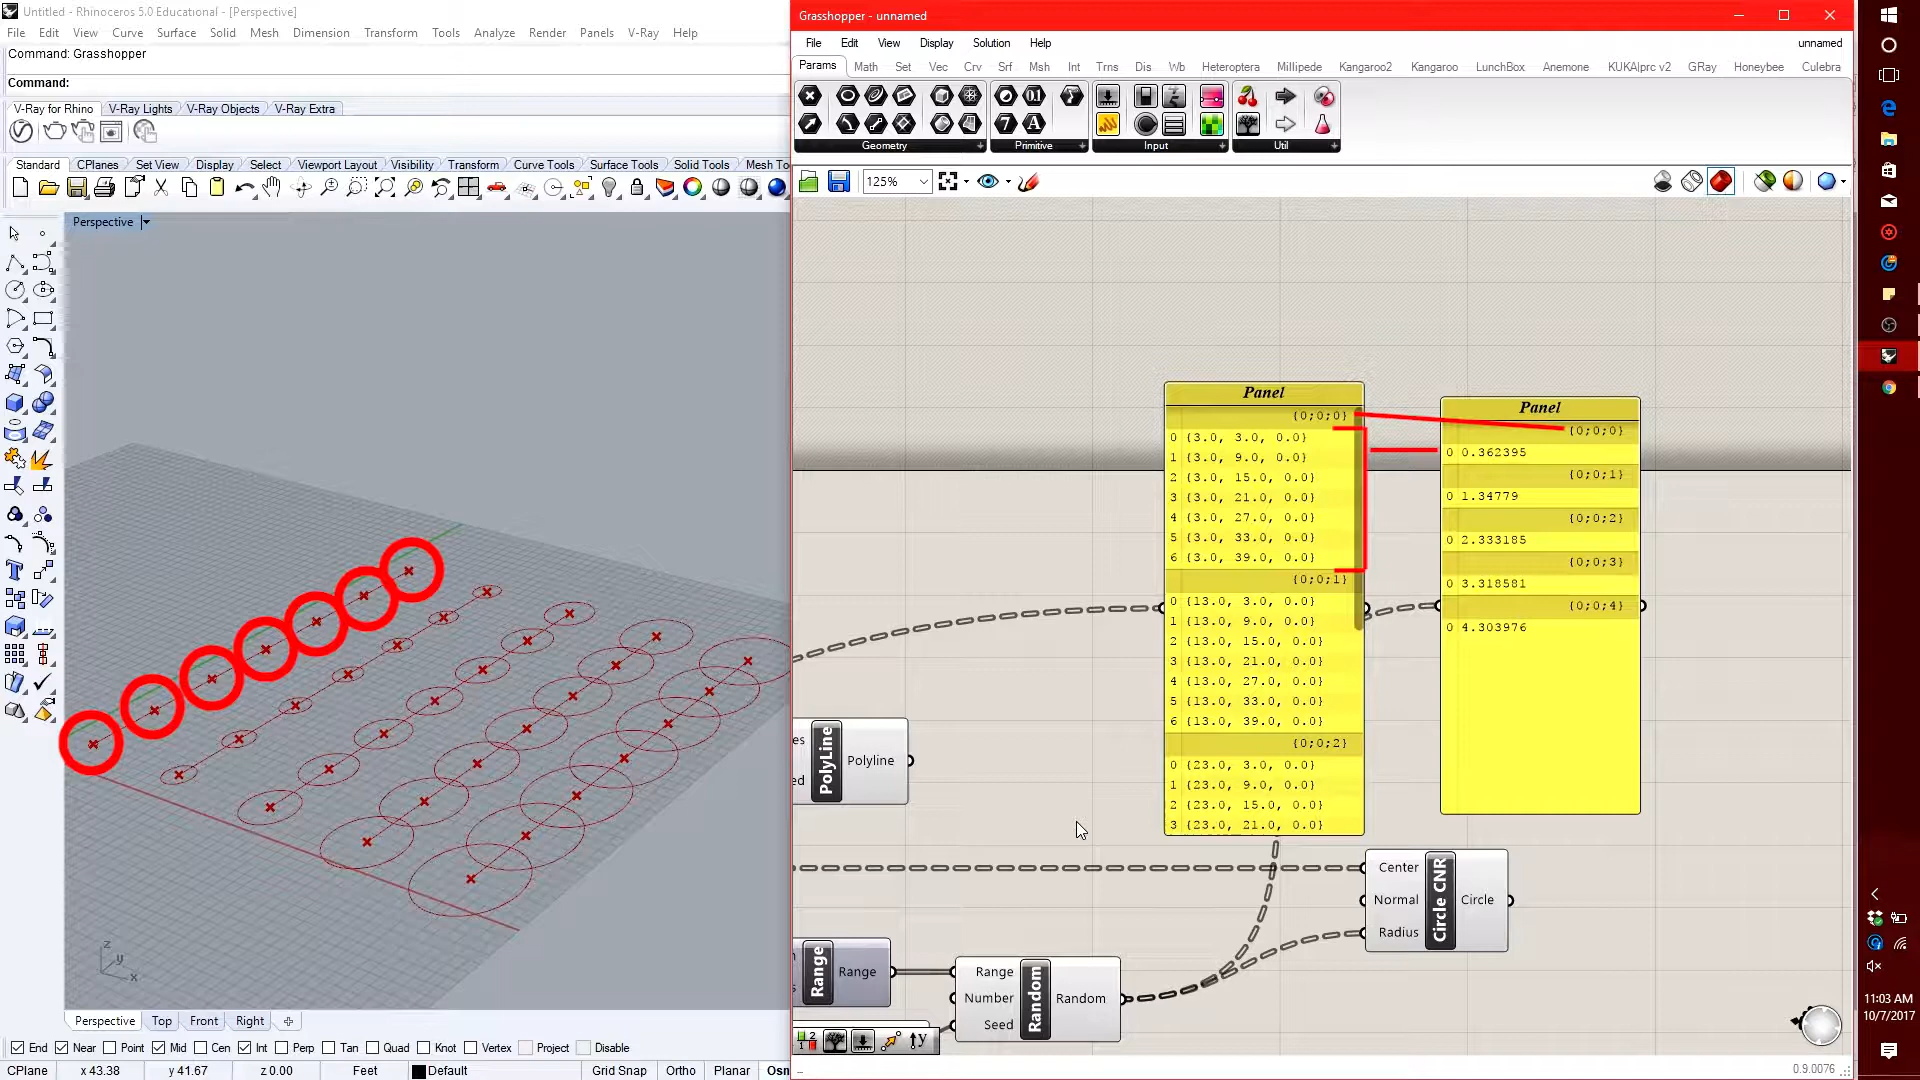 Untitled - Rhinoceros 5.0 Educational - [Perspective]
File Edit View Curve Surface Solid Mesh Dimension Transform Tools Analyze Render Panels V-Ray Help
Command: Grasshopper
Command:
V-Ray for Rhino V-Ray Lights V-Ray Objects V-Ray Extra
Standard CPlanes Set View Display Select Viewport Layout Visibility Transform Curve Tools Surface Tools Solid Tools Mesh To
Perspective
z
y
x
Perspective Top Front Right
End Near Point Mid Cen Int Perp Tan Quad Knot Vertex Project Disable
CPlane x 43.38 y 41.67 z 0.00 Feet Default Grid Snap Ortho Planar Osn
Grasshopper - unnamed
File Edit View Display Solution Help unnamed
Params Math Set Vec Crv Srf Msh Int Trns Dis Wb Heteroptera Millipede Kangaroo2 Kangaroo LunchBox Anemone KUKA|prc v2 GRay Honeybee Culebra
Geometry Primitive Input Util
125%
Panel
{0;0;0}
0 {3.0, 3.0, 0.0}
1 {3.0, 9.0, 0.0}
2 {3.0, 15.0, 0.0}
3 {3.0, 21.0, 0.0}
4 {3.0, 27.0, 0.0}
5 {3.0, 33.0, 0.0}
6 {3.0, 39.0, 0.0}
{0;0;1}
0 {13.0, 3.0, 0.0}
1 {13.0, 9.0, 0.0}
2 {13.0, 15.0, 0.0}
3 {13.0, 21.0, 0.0}
4 {13.0, 27.0, 0.0}
5 {13.0, 33.0, 0.0}
6 {13.0, 39.0, 0.0}
{0;0;2}
0 {23.0, 3.0, 0.0}
1 {23.0, 9.0, 0.0}
2 {23.0, 15.0, 0.0}
3 {23.0, 21.0, 0.0}
Panel
{0;0;0}
0 0.362395
{0;0;1}
0 1.34779
{0;0;2}
0 2.333185
{0;0;3}
0 3.318581
{0;0;4}
0 4.303976
es
ed
PolyLine
Polyline
Center
Normal
Radius
Circle CNR
Circle
Range
Range
Range
Number
Seed
Random
Random
0.9.0076
11:03 AM
10/7/2017